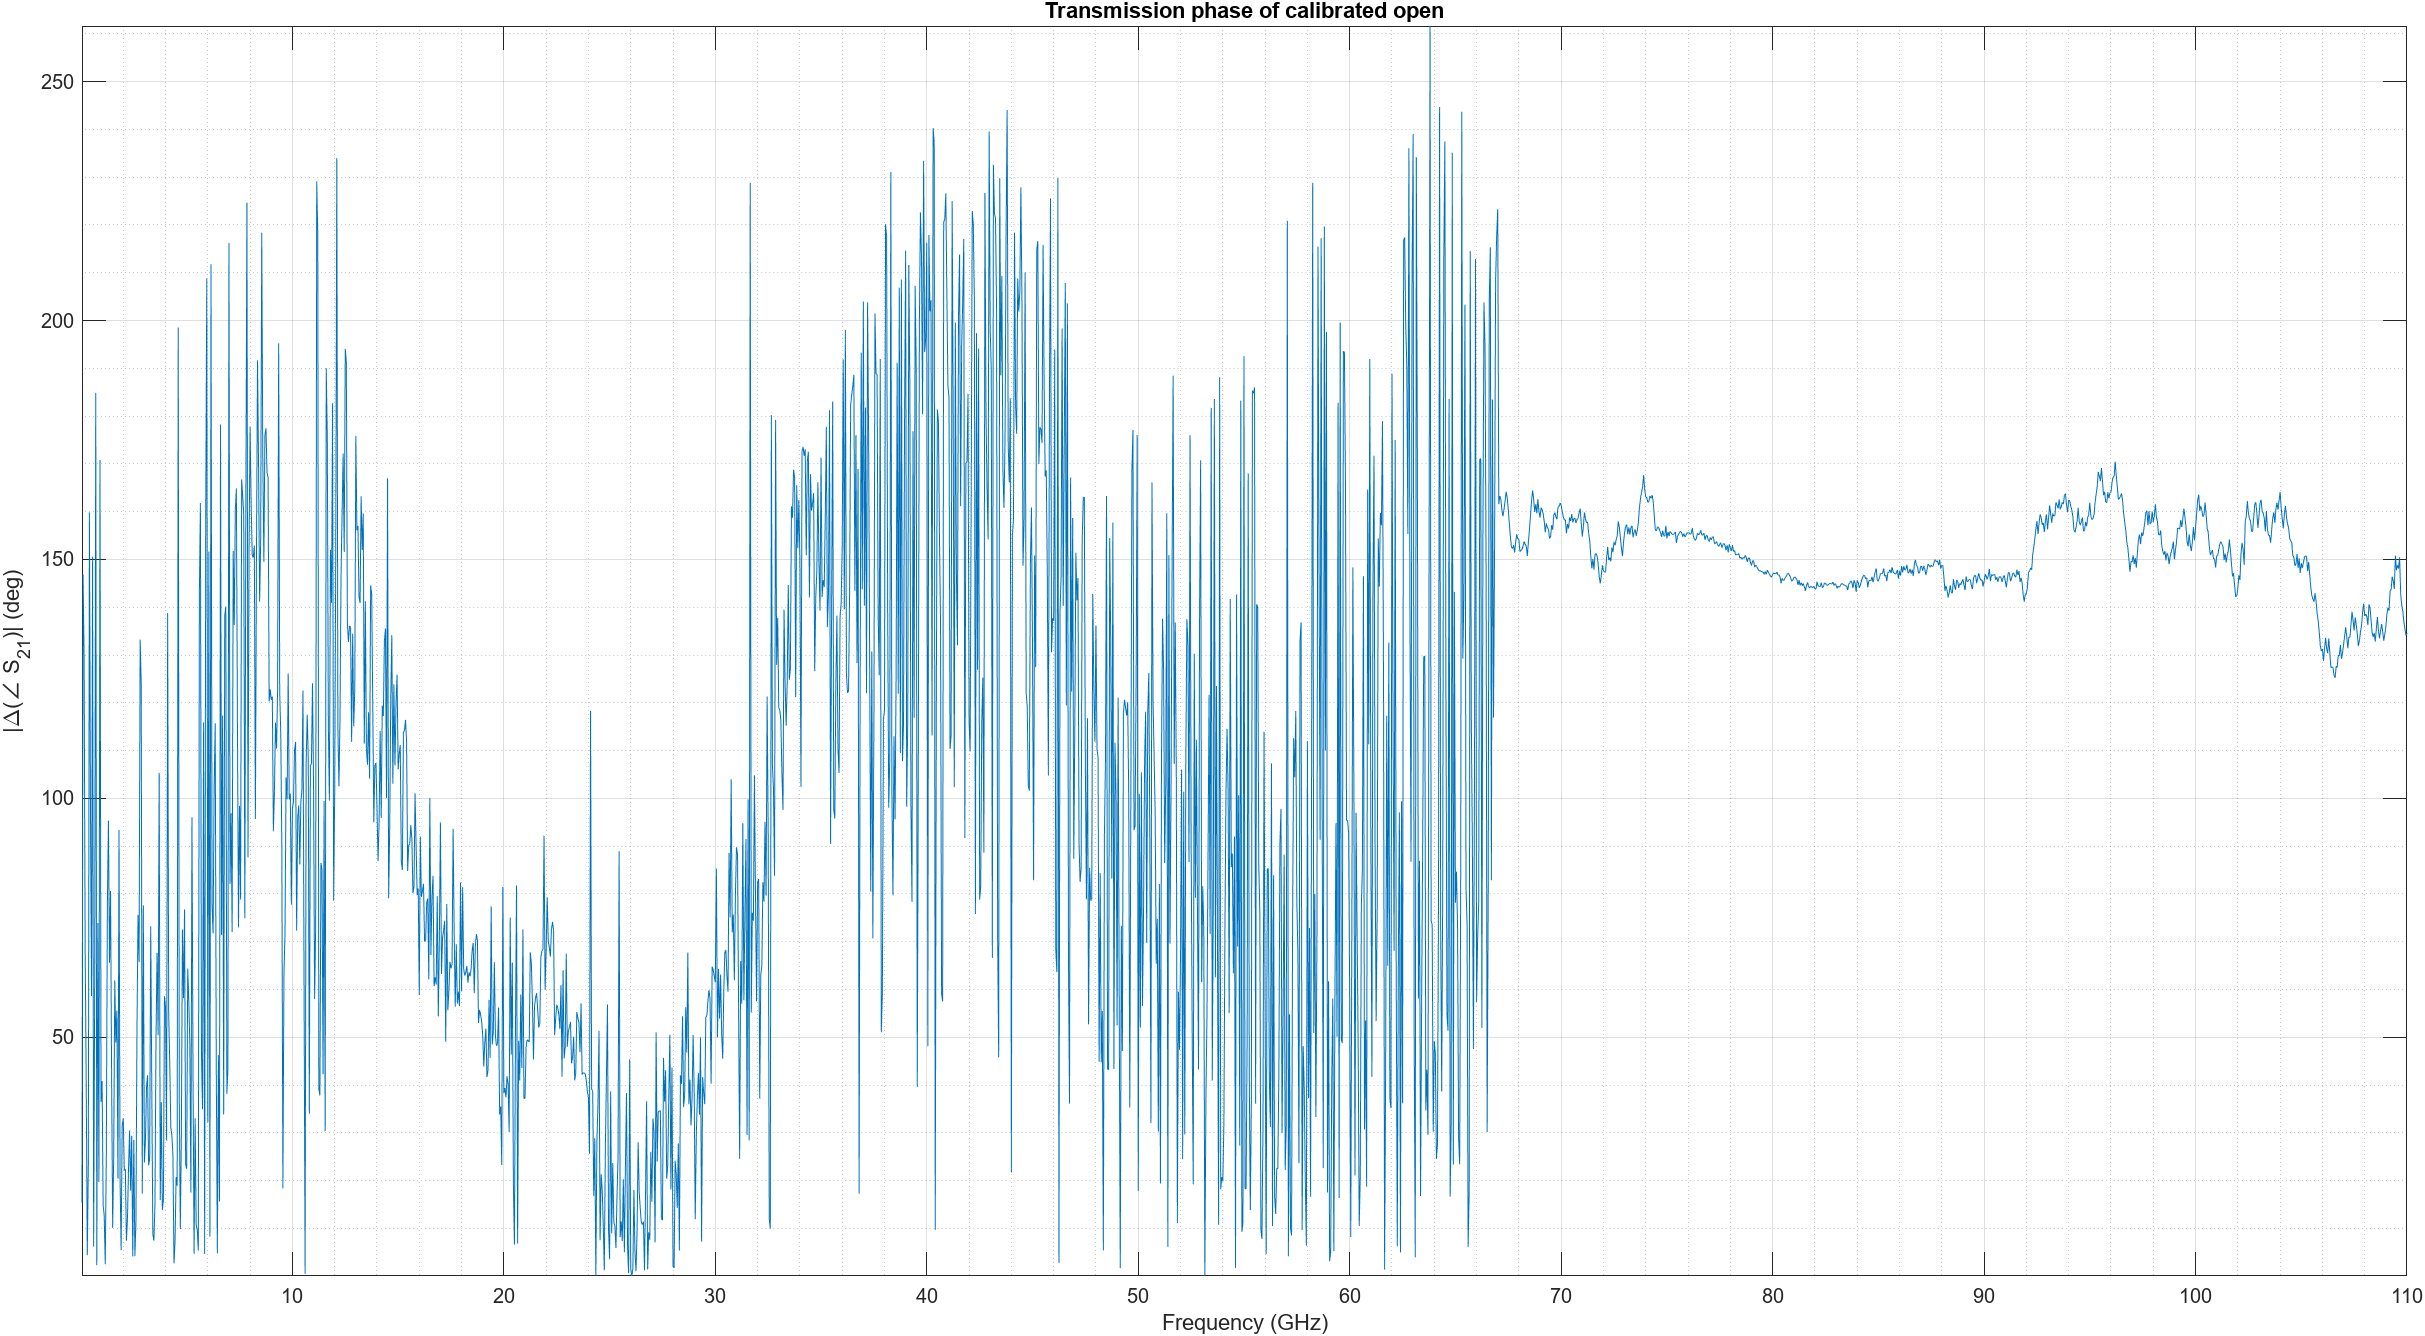 Transmission phase of calibrated open
|Δ(∠ S21)| (deg)
250
200
150
100
50
10 20 30 40 50 60 70 80 90 100 110
Frequency (GHz)